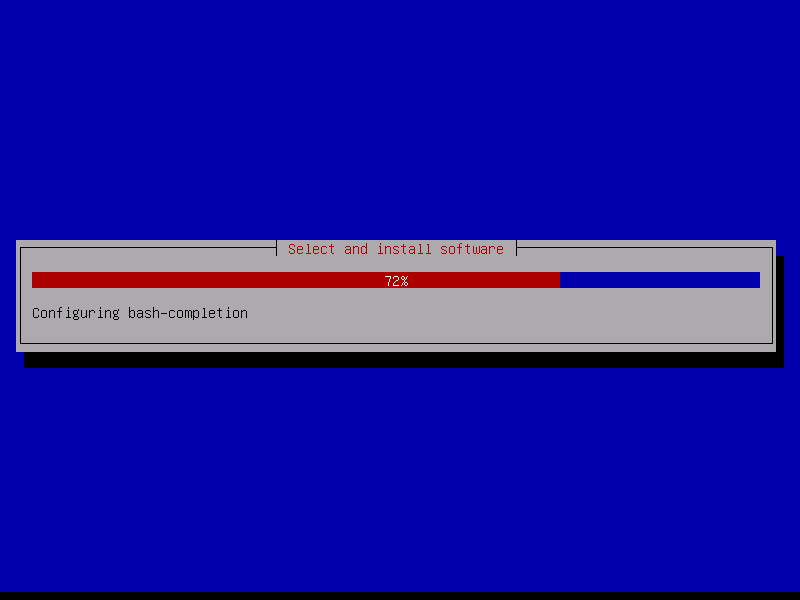 Select and install software
72%
Configuring bash-completion